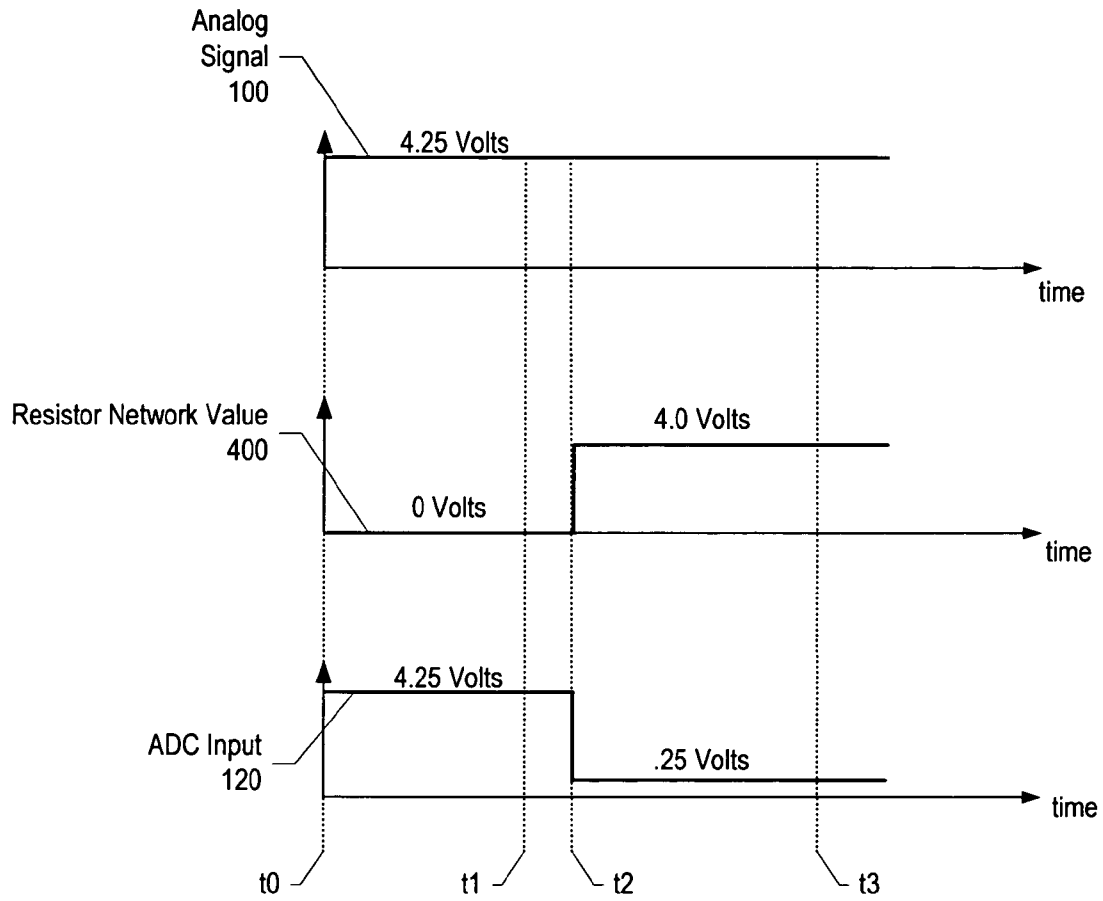 Analog
Signal
100
4.25 Volts
time
Resistor Network Value
400
4.0 Volts
0 Volts
time
4.25 Volts
ADC Input
120
.25 Volts
time
t0
t1
t2
t3